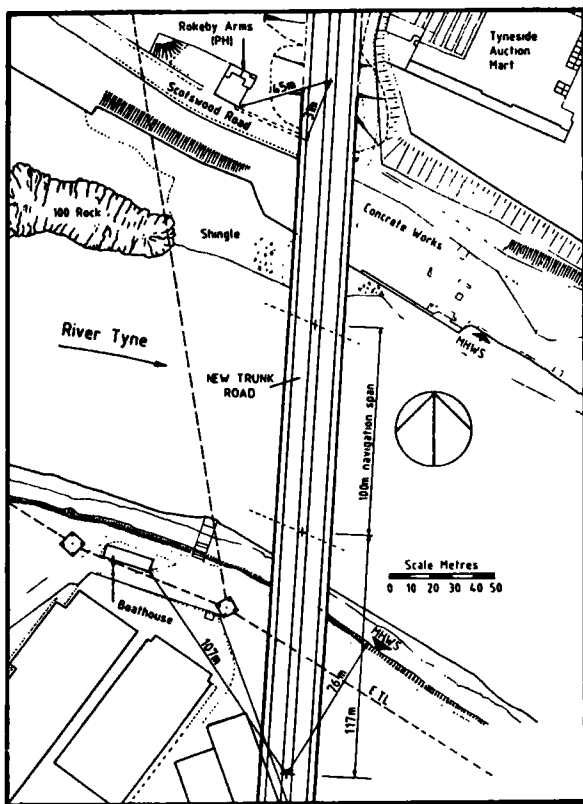 Rokeby Arms
(PH)
Tyneside
Auction
Mart
45m
Scotswood Road
100 Rock
Shingle
Concrete Works
River Tyne
MHWS
NEW TRUNK
ROAD
100m navigation span
Scale Metres
0 10 20 30 40 50
Boathouse
107m
MHWS
76m
E.T.L
117m